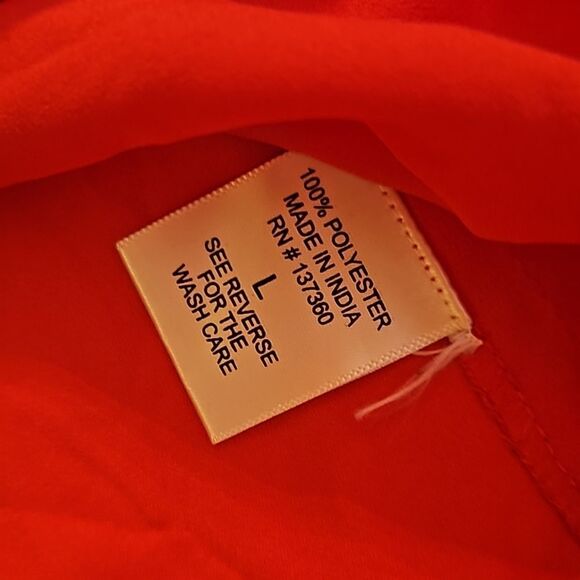 100% POLYESTER
MADE IN INDIA
RN # 137360
L
SEE REVERSE
FOR THE
WASH CARE